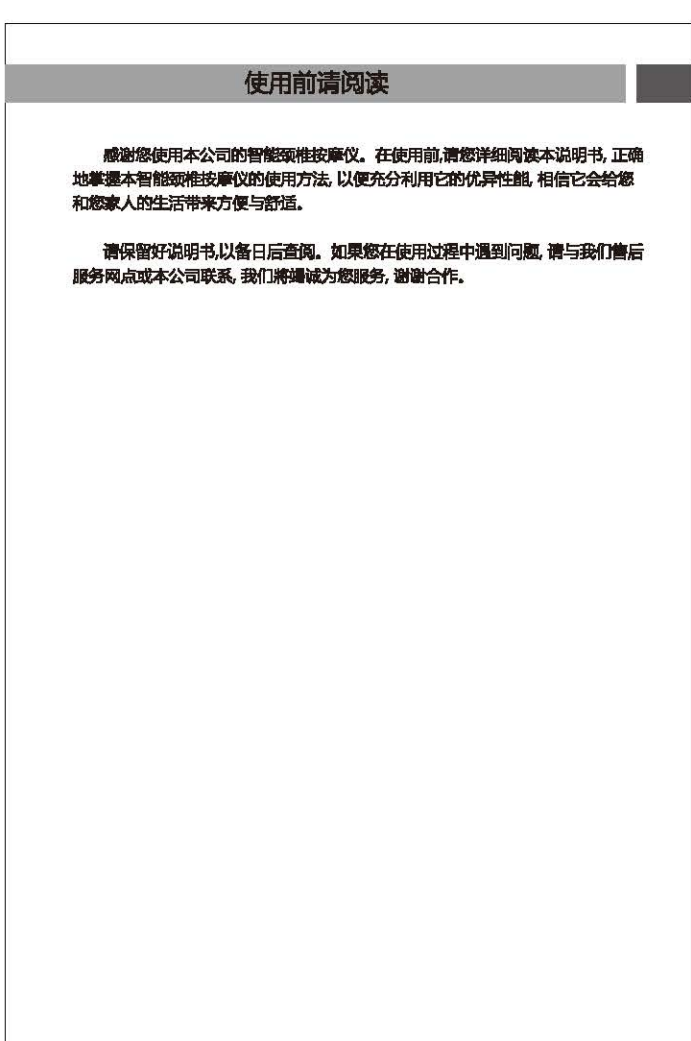 使用前请阅读
感谢您使用本公司的智能颈椎按摩仪。在使用前,请您详细阅读本说明书,正确
地掌握本智能颈椎按摩仪的使用方法,以便充分利用它的优异性能,相信它会给您
和您家人的生活带来方便与舒适。
请保留好说明书,以备日后查阅。如果您在使用过程中遇到问题,请与我们售后
服务网点或本公司联系,我们将竭诚为您服务,谢谢合作。